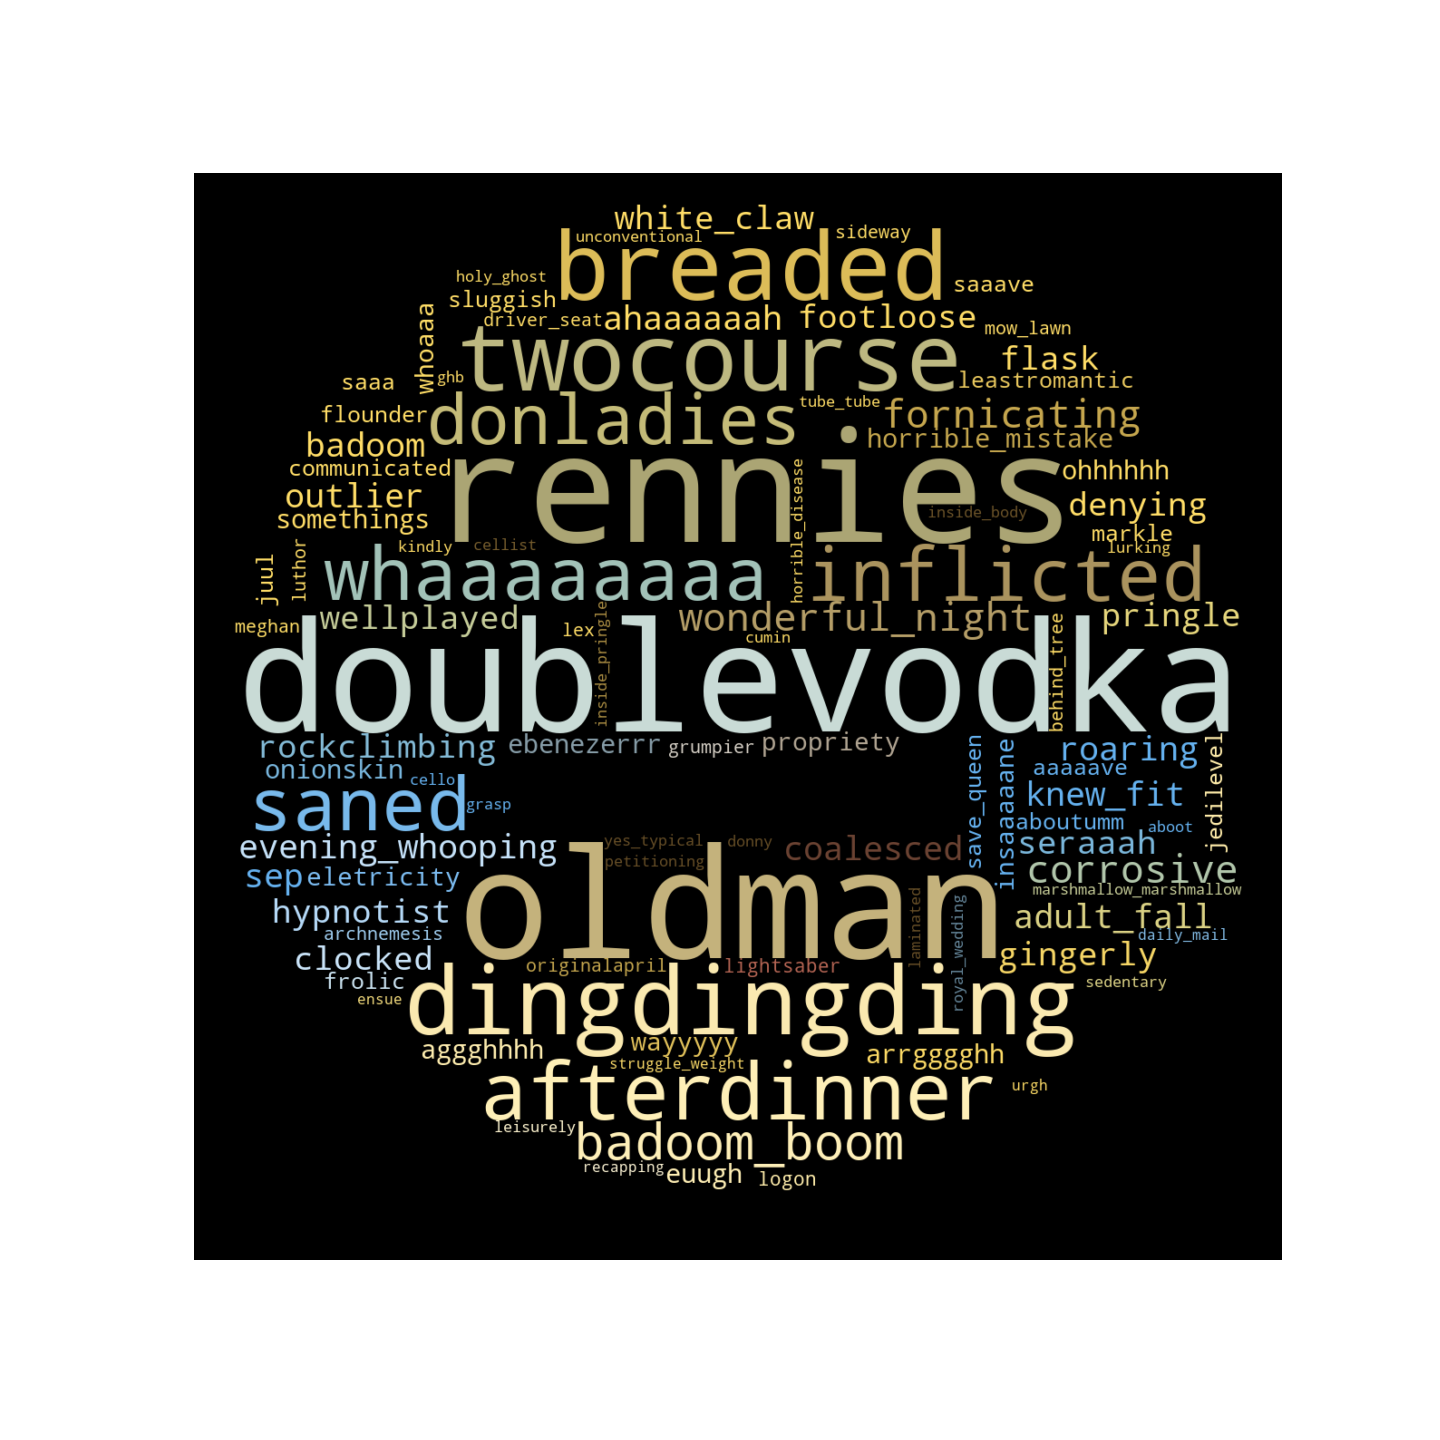 white_claw
unconventional
sideway
breaded
holy_ghost
saaave
sluggish
driver_seat
ahaaaaaah
footloose
mow_lawn
whoaaa
twocourse
flask
saaa
ghb
leastromantic
flounder
donladies
tube_tube
fornicating
badoom
horrible_mistake
communicated
rennies
ohhhhhh
outlier
horrible_disease
denying
somethings
inside_body
markle
kindly
cellist
lurking
juul
luthor
whaaaaaaaa
inflicted
wellplayed
wonderful_night
pringle
meghan
lex
inside_pringle
cumin
behind_tree
doublevodka
rockclimbing
ebenezerrr
grumpier
propriety
save_queen
insaaaaaane
roaring
jedilevel
onionskin
cello
aaaaave
saned
grasp
knew_fit
aboutumm
aboot
evening_whooping
yes_typical
donny
coalesced
seraaah
petitioning
sep
eletricity
corrosive
marshmallow_marshmallow
oldman
hypnotist
laminated
royal_wedding
adult_fall
archnemesis
daily_mail
clocked
originalapril
lightsaber
gingerly
frolic
sedentary
ensue
dingdingding
aggghhhh
wayyyyy
arrgggghh
struggle_weight
afterdinner
urgh
leisurely
badoom_boom
recapping
euugh
logon